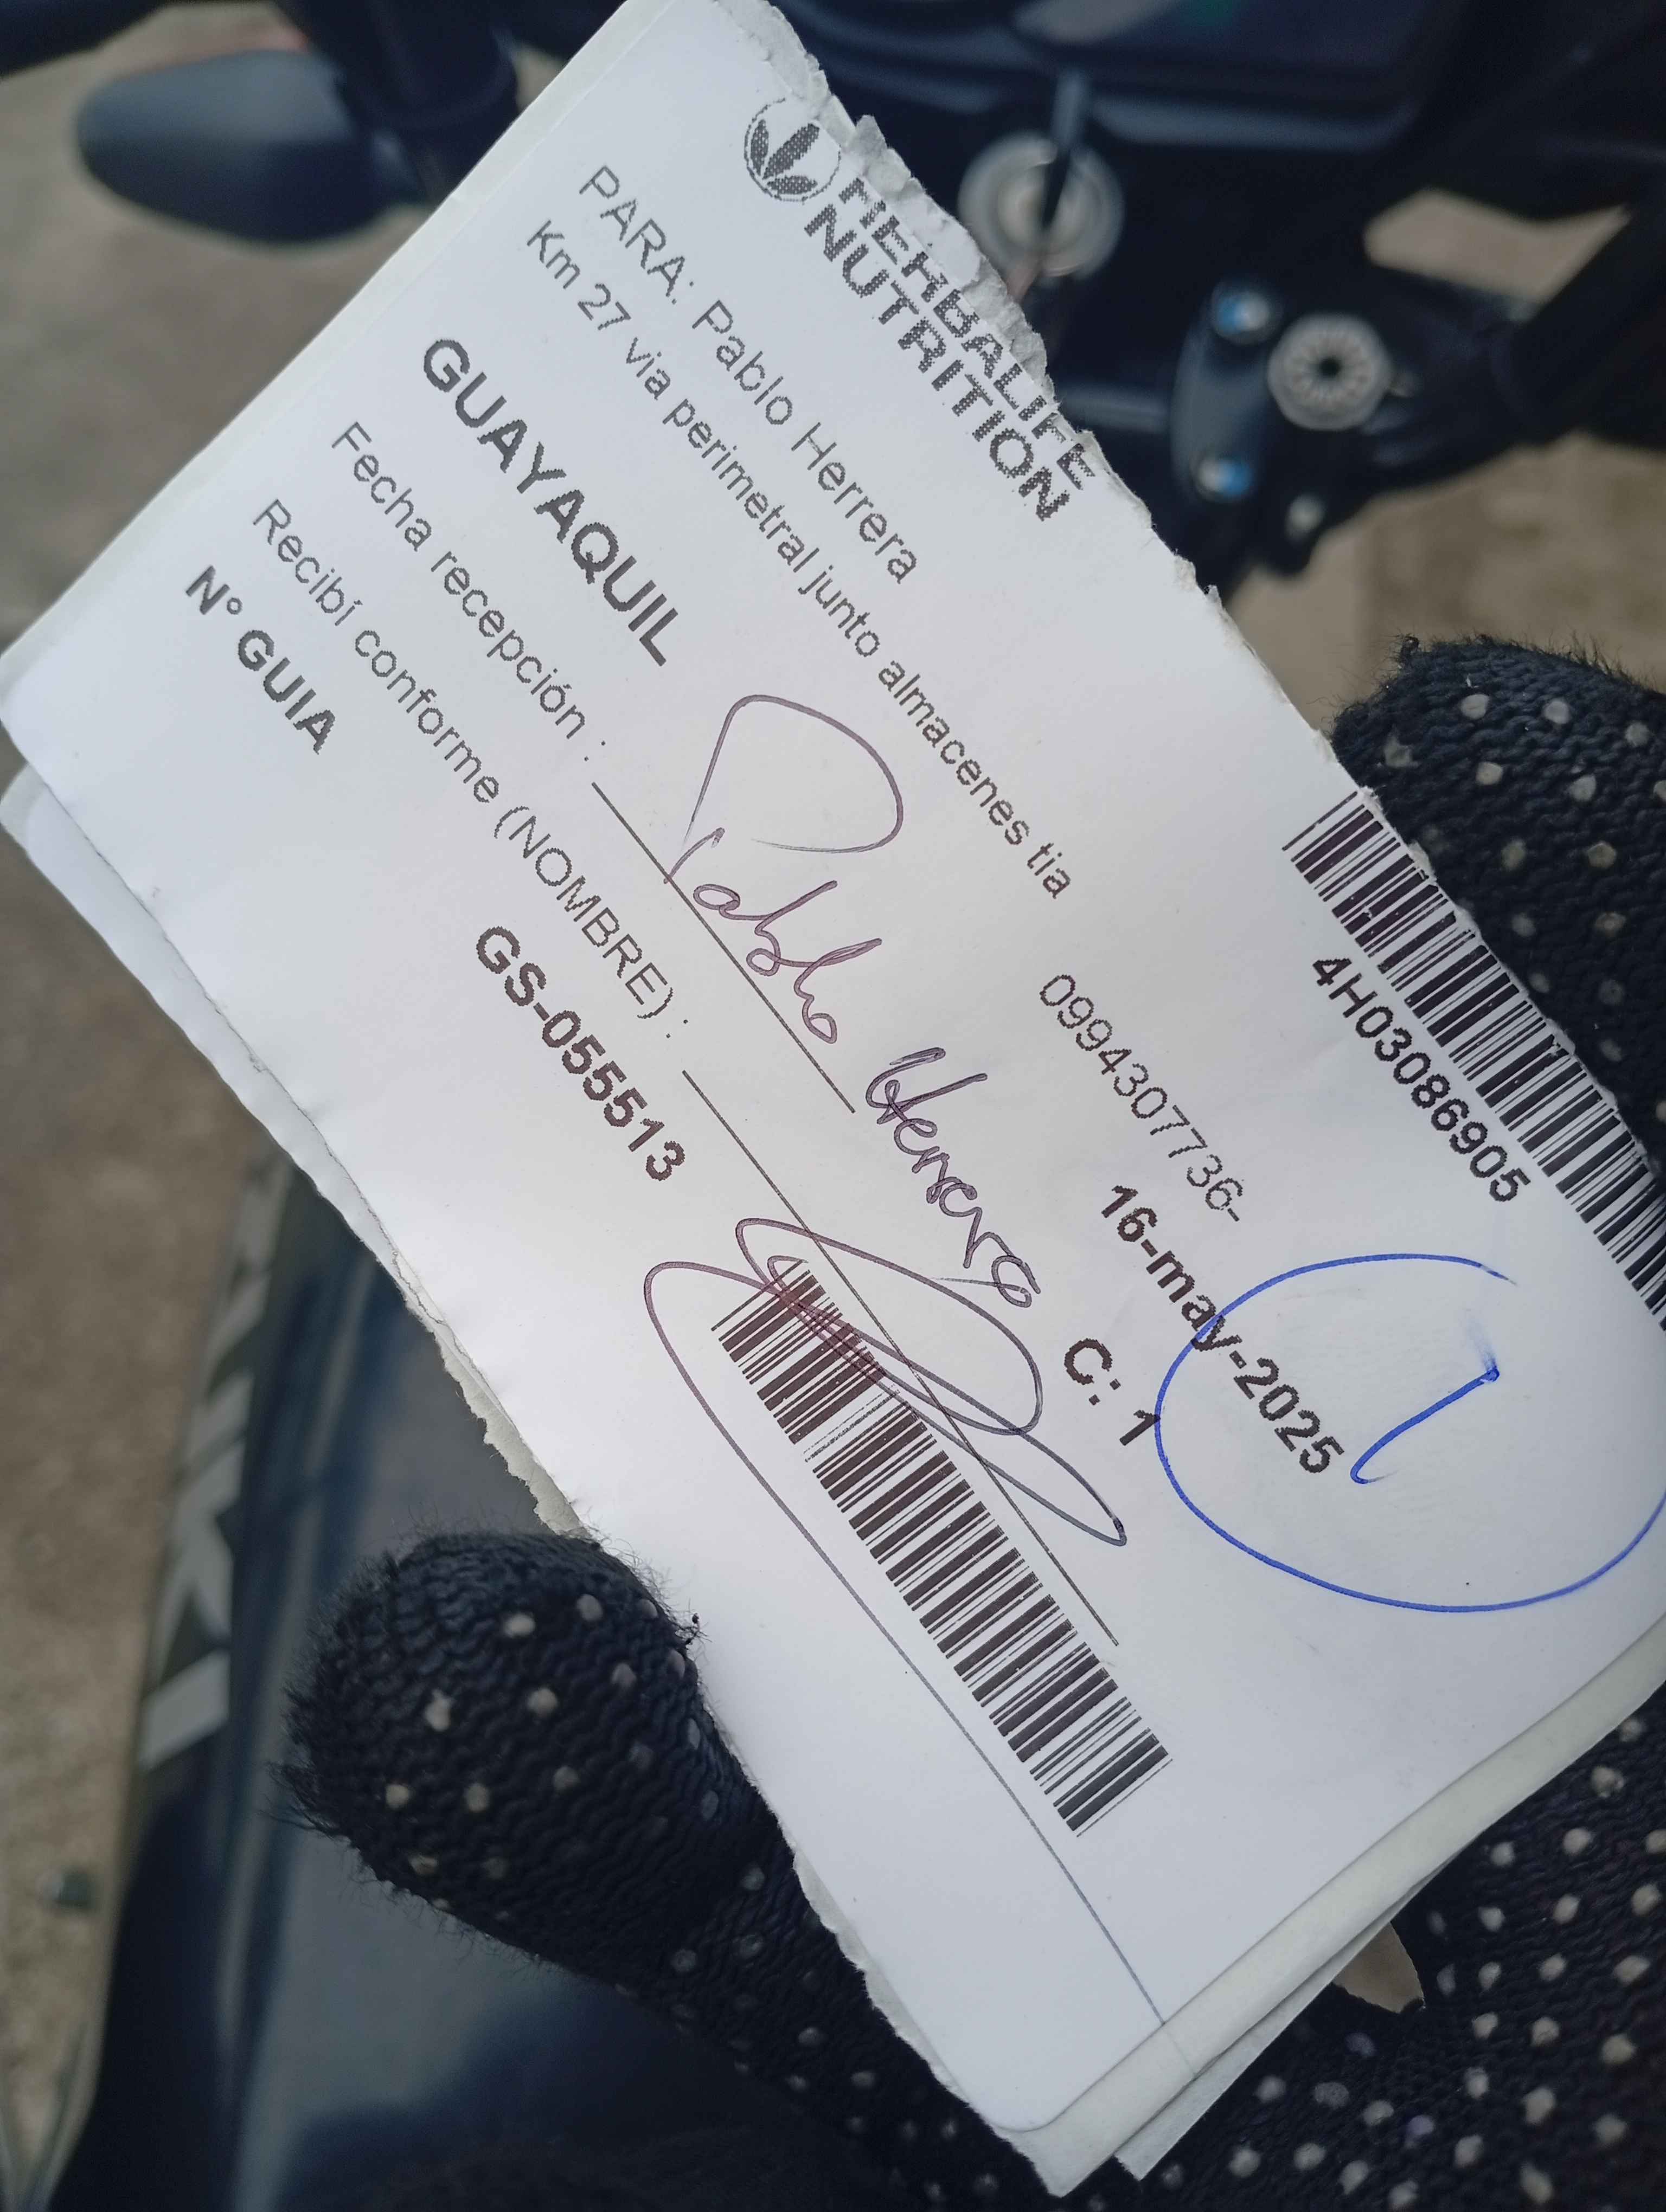 HERBALIFE
NUTRITION
4H03086905
PARA: Pablo Herrera
0994307736-
Km 27 via perimetral junto almacenes tia
16-may-2025
1
GUAYAQUIL
C: 1
Fecha recepción :
Pablo Herrera
Recibí conforme (NOMBRE) :
N° GUIA
GS-055513